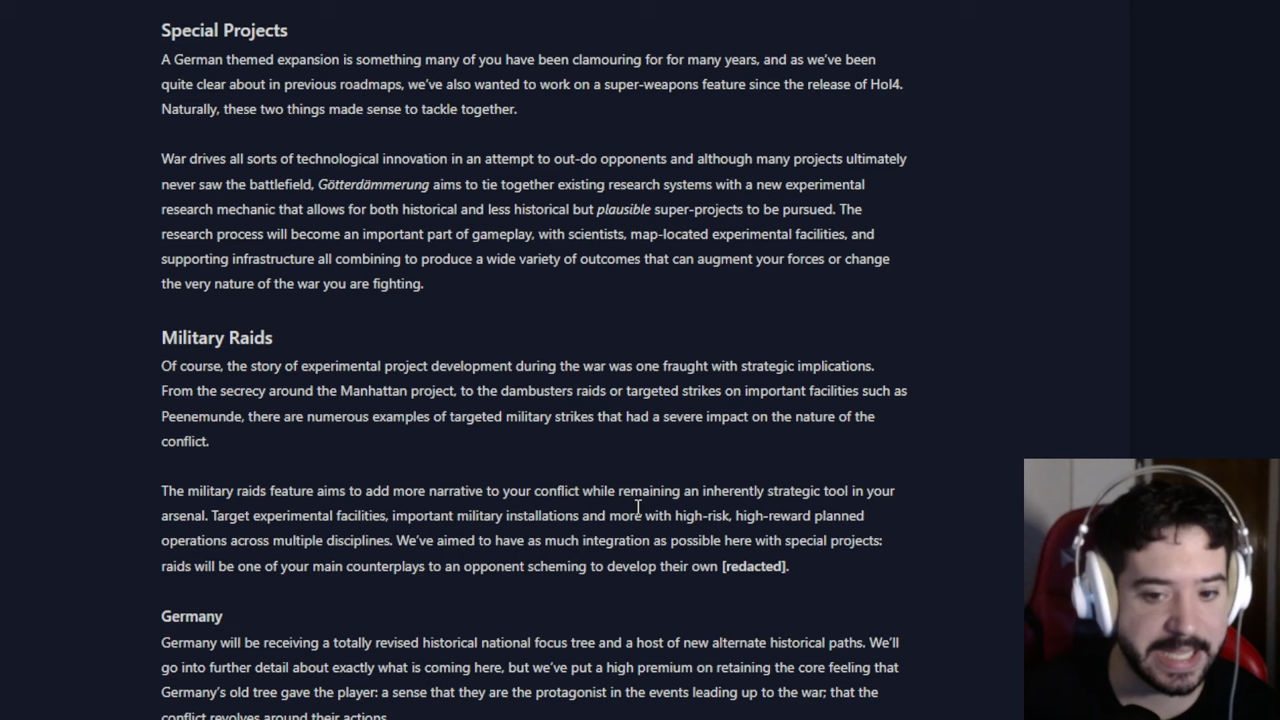 Special Projects
A German themed expansion is something many of you have been clamouring for for many years, and as we've been
quite clear about in previous roadmaps, we've also wanted to work on a super-weapons feature since the release of HoI4.
Naturally, these two things made sense to tackle together.
War drives all sorts of technological innovation in an attempt to out-do opponents and although many projects ultimately
never saw the battlefield, Götterdämmerung aims to tie together existing research systems with a new experimental
research mechanic that allows for both historical and less historical but plausible super-projects to be pursued. The
research process will become an important part of gameplay, with scientists, map-located experimental facilities, and
supporting infrastructure all combining to produce a wide variety of outcomes that can augment your forces or change
the very nature of the war you are fighting.
Military Raids
Of course, the story of experimental project development during the war was one fraught with strategic implications.
From the secrecy around the Manhattan project, to the dambusters raids or targeted strikes on important facilities such as
Peenemunde, there are numerous examples of targeted military strikes that had a severe impact on the nature of the
conflict.
The military raids feature aims to add more narrative to your conflict while remaining an inherently strategic tool in your
arsenal. Target experimental facilities, important military installations and more with high-risk, high-reward planned
operations across multiple disciplines. We've aimed to have as much integration as possible here with special projects:
raids will be one of your main counterplays to an opponent scheming to develop their own [redacted].
Germany
Germany will be receiving a totally revised historical national focus tree and a host of new alternate historical paths. We'll
go into further detail about exactly what is coming here, but we've put a high premium on retaining the core feeling that
Germany's old tree gave the player: a sense that they are the protagonist in the events leading up to the war; that the
conflict revolves around their actions.